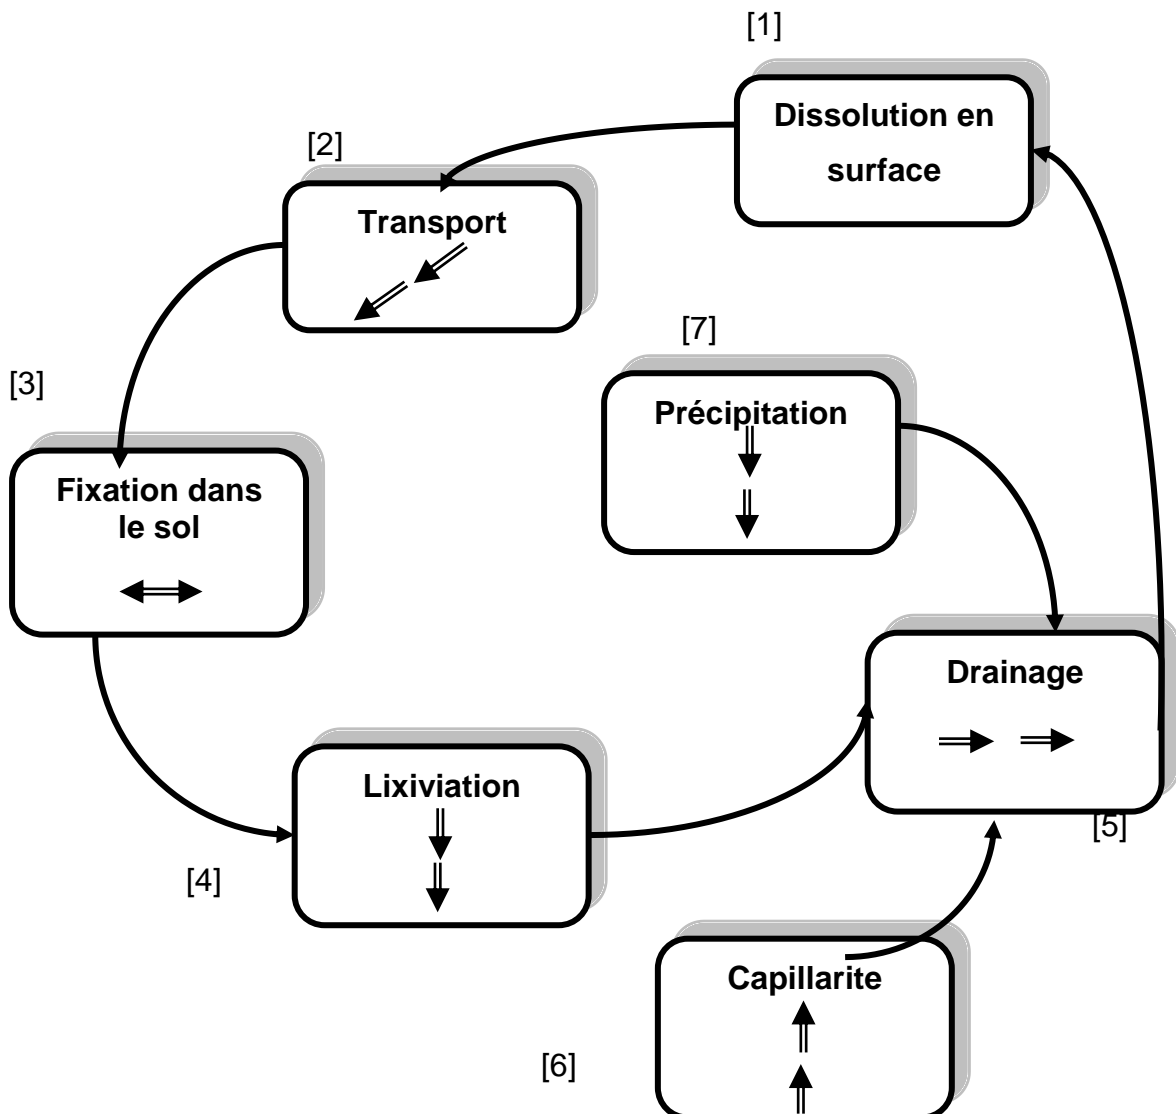 [1]
Dissolution en
surface
[2]
Transport
[7]
Précipitation
[3]
Fixation dans
le sol
Drainage
[5]
Lixiviation
[4]
Capillarite
[6]